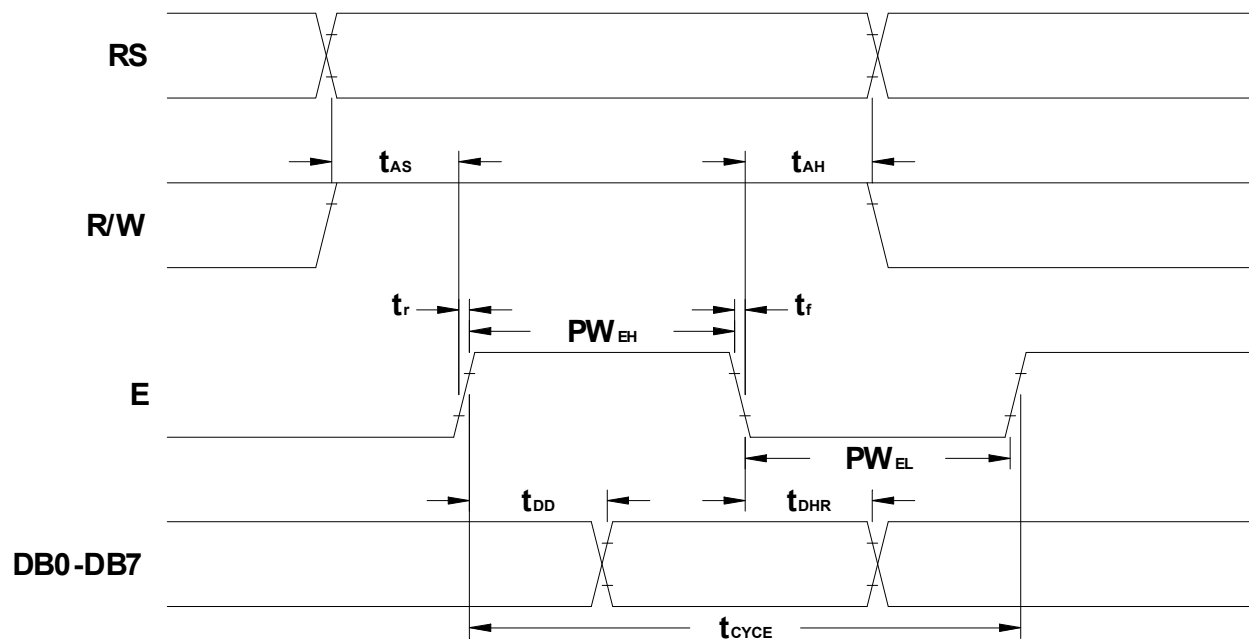 RS
tAS
tAH
R/W
tr
tf
PWEH
E
PWEL
tDD
tDHR
DB0-DB7
tCYCE